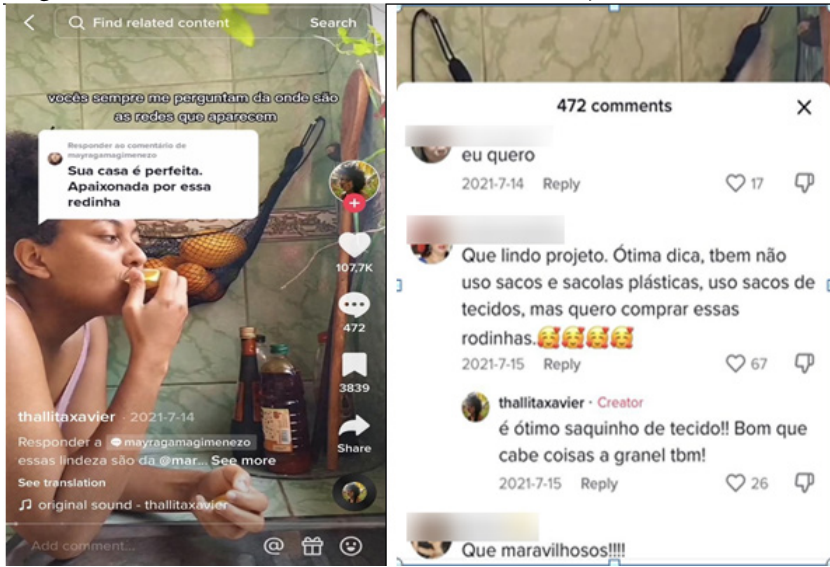 Find related content
Search
vocês sempre me perguntam da onde são
as redes que aparecem
Responder ao comentário de
mayragamagimenezo
Sua casa é perfeita.
Apaixonada por essa
redinha
107,7K
472
3839
Share
thallitaxavier · 2021-7-14
Responder a mayragamagimenezo
essas lindeza são da @mar... See more
See translation
original sound - thallitaxavier
Add comment...
472 comments
eu quero
2021-7-14 Reply
17
Que lindo projeto. Ótima dica, tbem não
uso sacos e sacolas plásticas, uso sacos de
tecidos, mas quero comprar essas
rodinhas.🥰🥰🥰🥰
2021-7-15 Reply
67
thallitaxavier · Creator
é ótimo saquinho de tecido!! Bom que
cabe coisas a granel tbm!
2021-7-15 Reply
26
Que maravilhosos!!!!